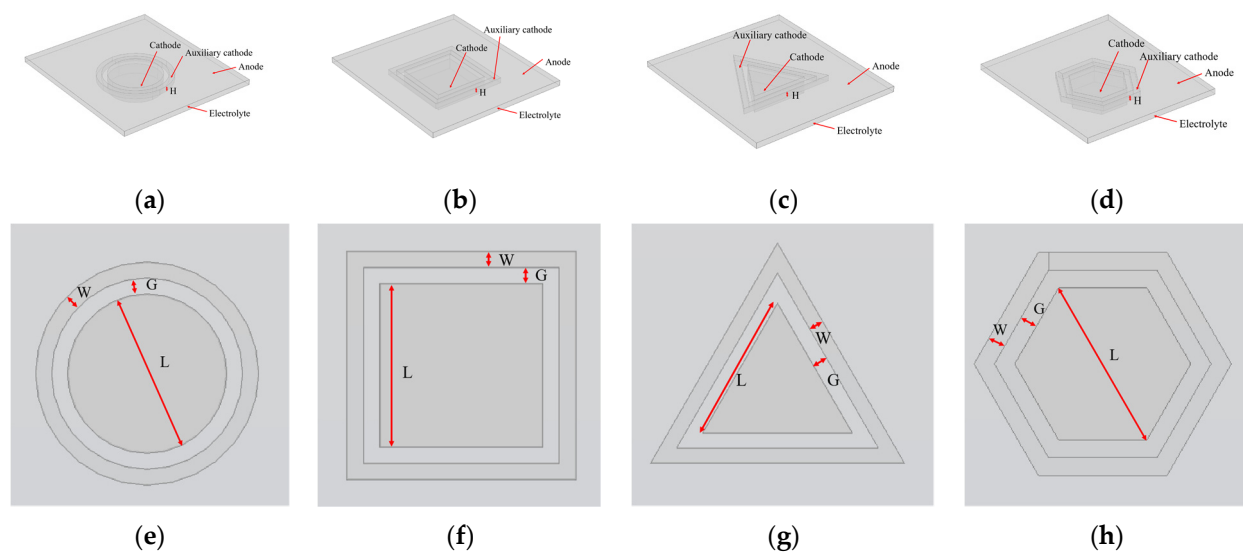 Cathode
Auxiliary cathode
Anode
H
Electrolyte
(a)
Auxiliary cathode
Cathode
Anode
H
Electrolyte
(b)
Auxiliary cathode
Cathode
Anode
H
Electrolyte
(c)
Cathode
Auxiliary cathode
Anode
H
Electrolyte
(d)
W
G
L
(e)
W
G
L
(f)
W
G
L
(g)
W
G
L
(h)